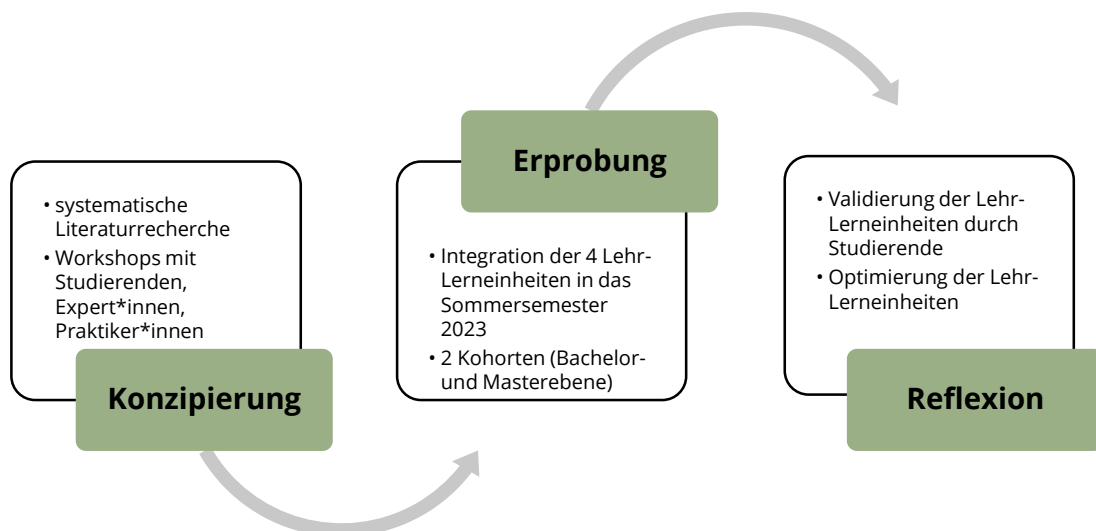 • systematische
Literaturrecherche
• Workshops mit
Studierenden,
Expert*innen,
Praktiker*innen
Konzipierung
Erprobung
• Integration der 4 Lehr-
Lerneinheiten in das
Sommersemester
2023
• 2 Kohorten (Bachelor-
und Masterebene)
• Validierung der Lehr-
Lerneinheiten durch
Studierende
• Optimierung der Lehr-
Lerneinheiten
Reflexion